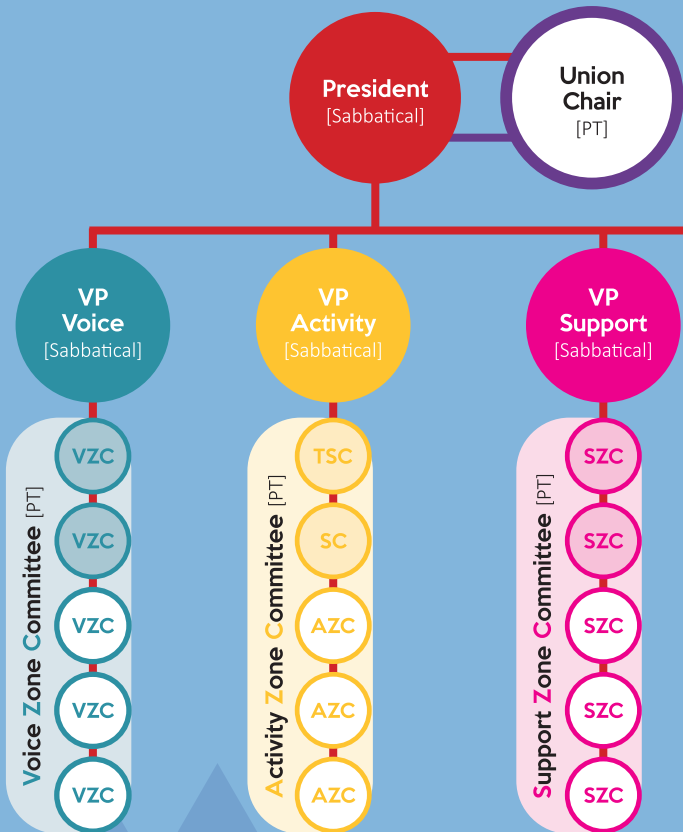 President
[Sabbatical]
Union
Chair
[PT]
VP
Voice
[Sabbatical]
VP
Activity
[Sabbatical]
VP
Support
[Sabbatical]
Voice Zone Committee [PT]
VZC
VZC
VZC
VZC
VZC
Activity Zone Committee [PT]
TSC
SC
AZC
AZC
AZC
Support Zone Committee [PT]
SZC
SZC
SZC
SZC
SZC